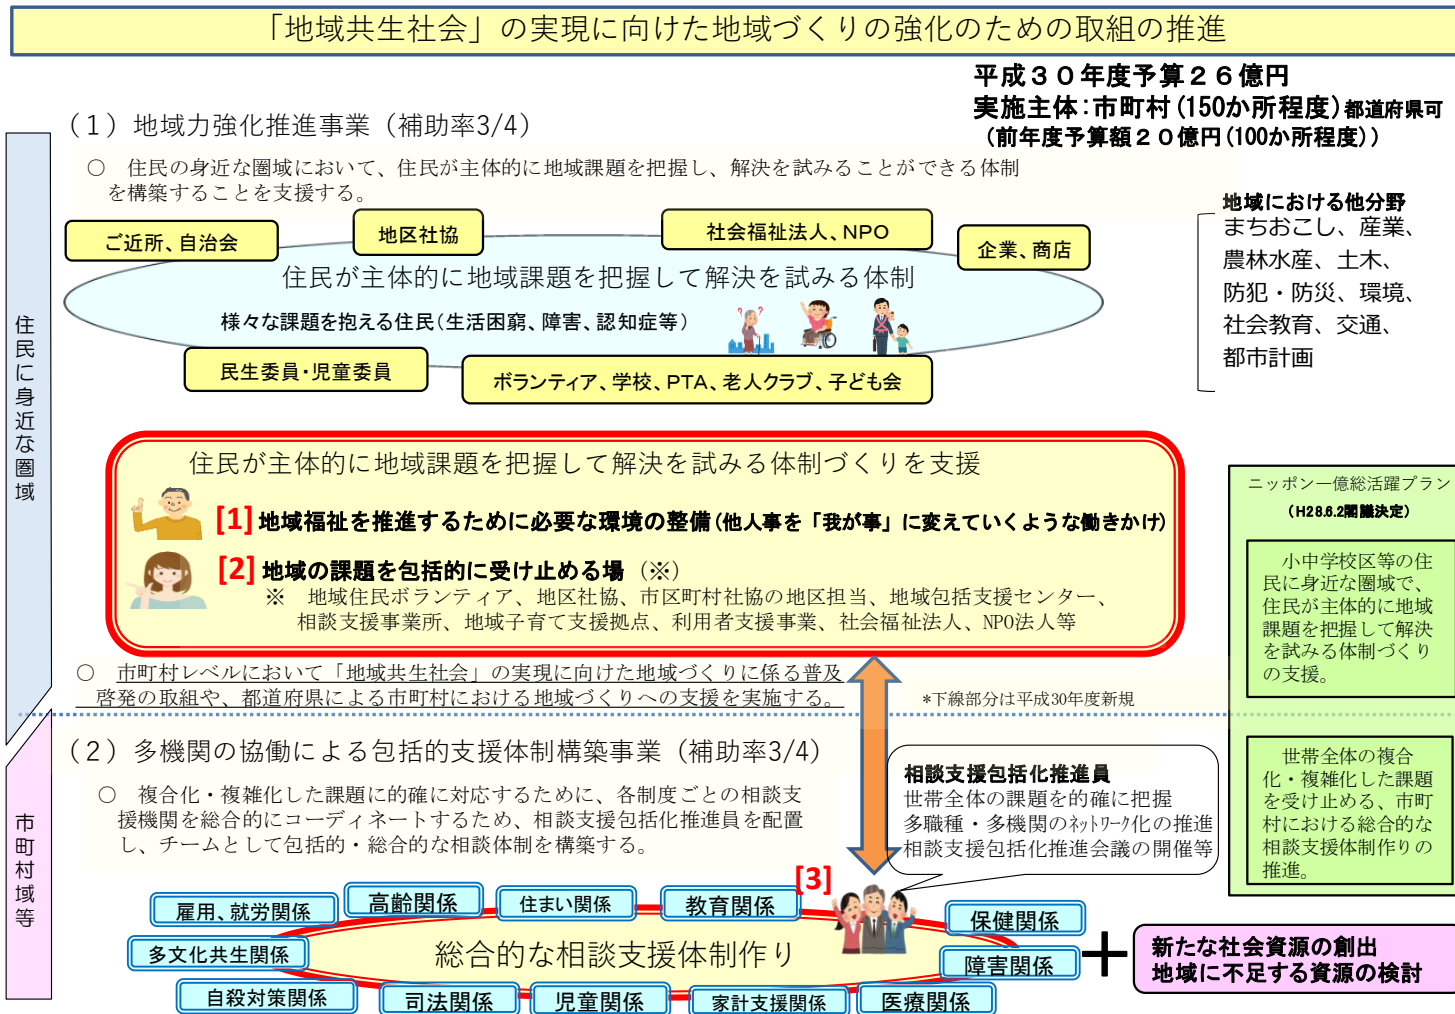 「地域共生社会」の実現に向けた地域づくりの強化のための取組の推進
平成３０年度予算２６億円
実施主体：市町村（150か所程度）都道府県可
（前年度予算額２０億円（100か所程度））
（１）地域力強化推進事業（補助率3/4）
○　住民の身近な圏域において、住民が主体的に地域課題を把握し、解決を試みることができる体制
を構築することを支援する。
ご近所、自治会
地区社協
社会福祉法人、NPO
企業、商店
住民が主体的に地域課題を把握して解決を試みる体制
様々な課題を抱える住民（生活困窮、障害、認知症等）
民生委員・児童委員
ボランティア、学校、PTA、老人クラブ、子ども会
地域における他分野
まちおこし、産業、
農林水産、土木、
防犯・防災、環境、
社会教育、交通、
都市計画
住民に身近な圏域
住民が主体的に地域課題を把握して解決を試みる体制づくりを支援
[1] 地域福祉を推進するために必要な環境の整備（他人事を「我が事」に変えていくような働きかけ）
[2] 地域の課題を包括的に受け止める場（※）
※　地域住民ボランティア、地区社協、市区町村社協の地区担当、地域包括支援センター、
相談支援事業所、地域子育て支援拠点、利用者支援事業、社会福祉法人、NPO法人等
○　市町村レベルにおいて「地域共生社会」の実現に向けた地域づくりに係る普及
啓発の取組や、都道府県による市町村における地域づくりへの支援を実施する。
*下線部分は平成30年度新規
ニッポン一億総活躍プラン
（H28.6.2閣議決定）
小中学校区等の住
民に身近な圏域で、
住民が主体的に地域
課題を把握して解決
を試みる体制づくり
の支援。
世帯全体の複合
化・複雑化した課題
を受け止める、市町
村における総合的な
相談支援体制作りの
推進。
市町村域等
（２）多機関の協働による包括的支援体制構築事業（補助率3/4）
○　複合化・複雑化した課題に的確に対応するために、各制度ごとの相談支
援機関を総合的にコーディネートするため、相談支援包括化推進員を配置
し、チームとして包括的・総合的な相談体制を構築する。
相談支援包括化推進員
世帯全体の課題を的確に把握
多職種・多機関のﾈｯﾄﾜｰｸ化の推進
相談支援包括化推進会議の開催等
[3]
雇用、就労関係
高齢関係
住まい関係
教育関係
保健関係
多文化共生関係
総合的な相談支援体制作り
障害関係
自殺対策関係
司法関係
児童関係
家計支援関係
医療関係
＋
新たな社会資源の創出
地域に不足する資源の検討